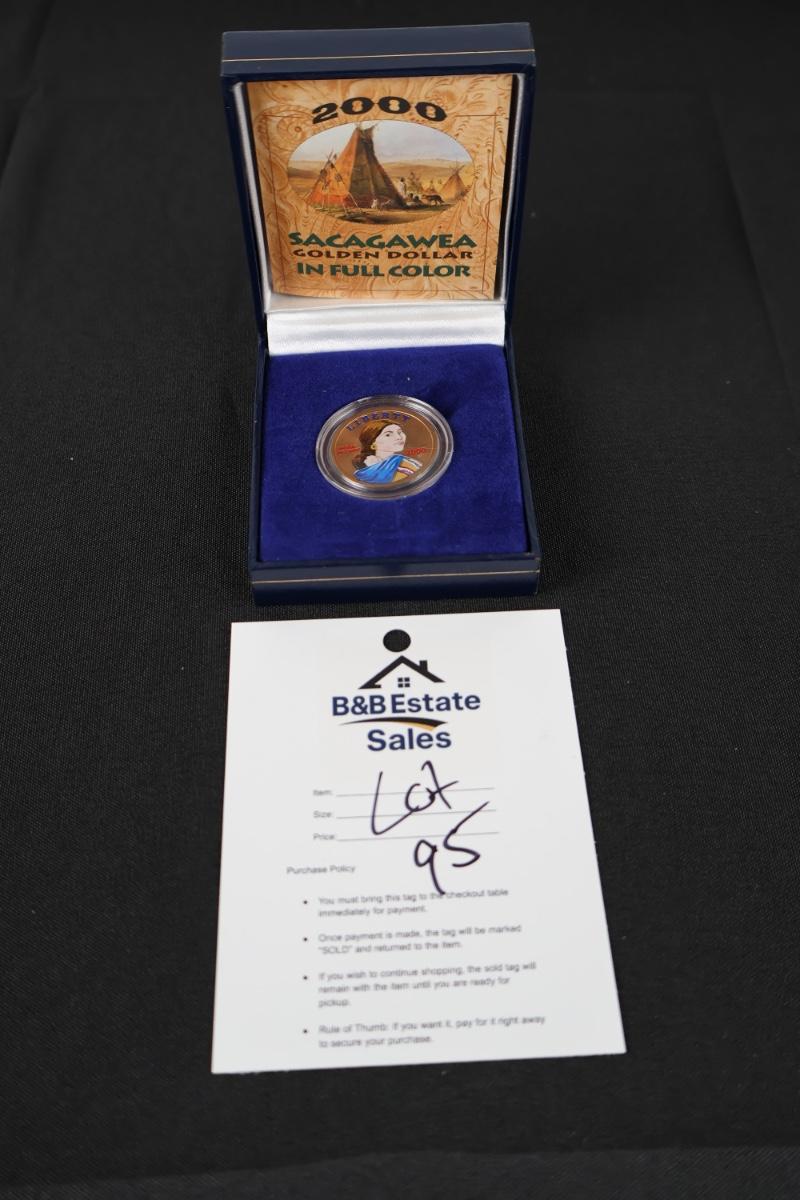 2000
SACAGAWEA
GOLDEN DOLLAR
IN FULL COLOR
LIBERTY
2000
B&B Estate
Sales
Item:
Size:
Price:
Lot
95
Purchase Policy
• You must bring this tag to the checkout table
immediately for payment.
• Once payment is made, the tag will be marked
"SOLD" and returned to the item.
• If you wish to continue shopping, the sold tag will
remain with the item until you are ready for
pickup.
• Rule of Thumb: If you want it, pay for it right away
to secure your purchase.